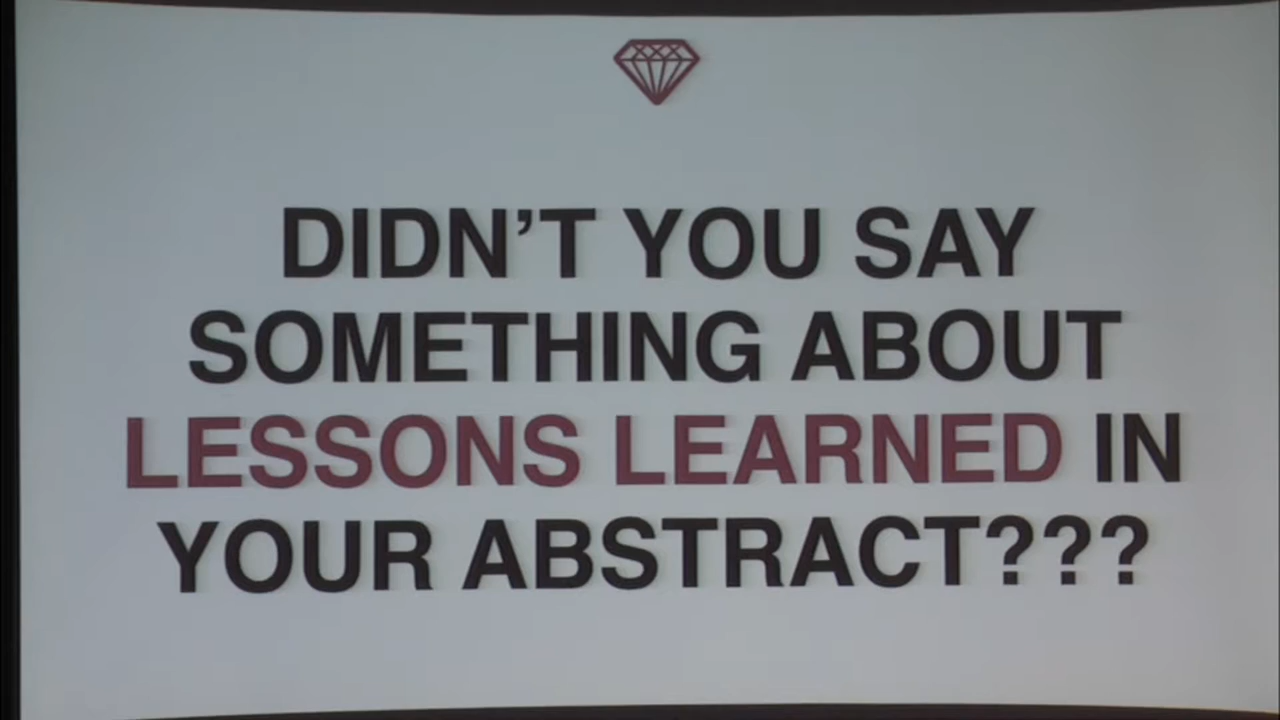 DIDN’T YOU SAY
SOMETHING ABOUT
LESSONS LEARNED IN
YOUR ABSTRACT???